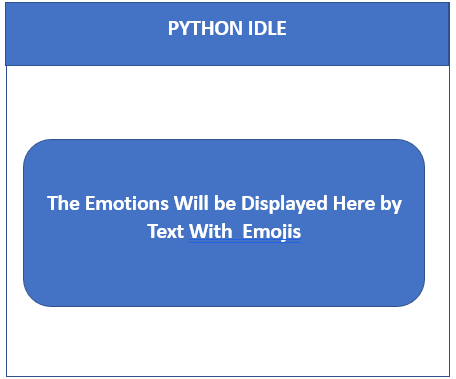 PYTHON IDLE
The Emotions Will be Displayed Here by
Text With  Emojis